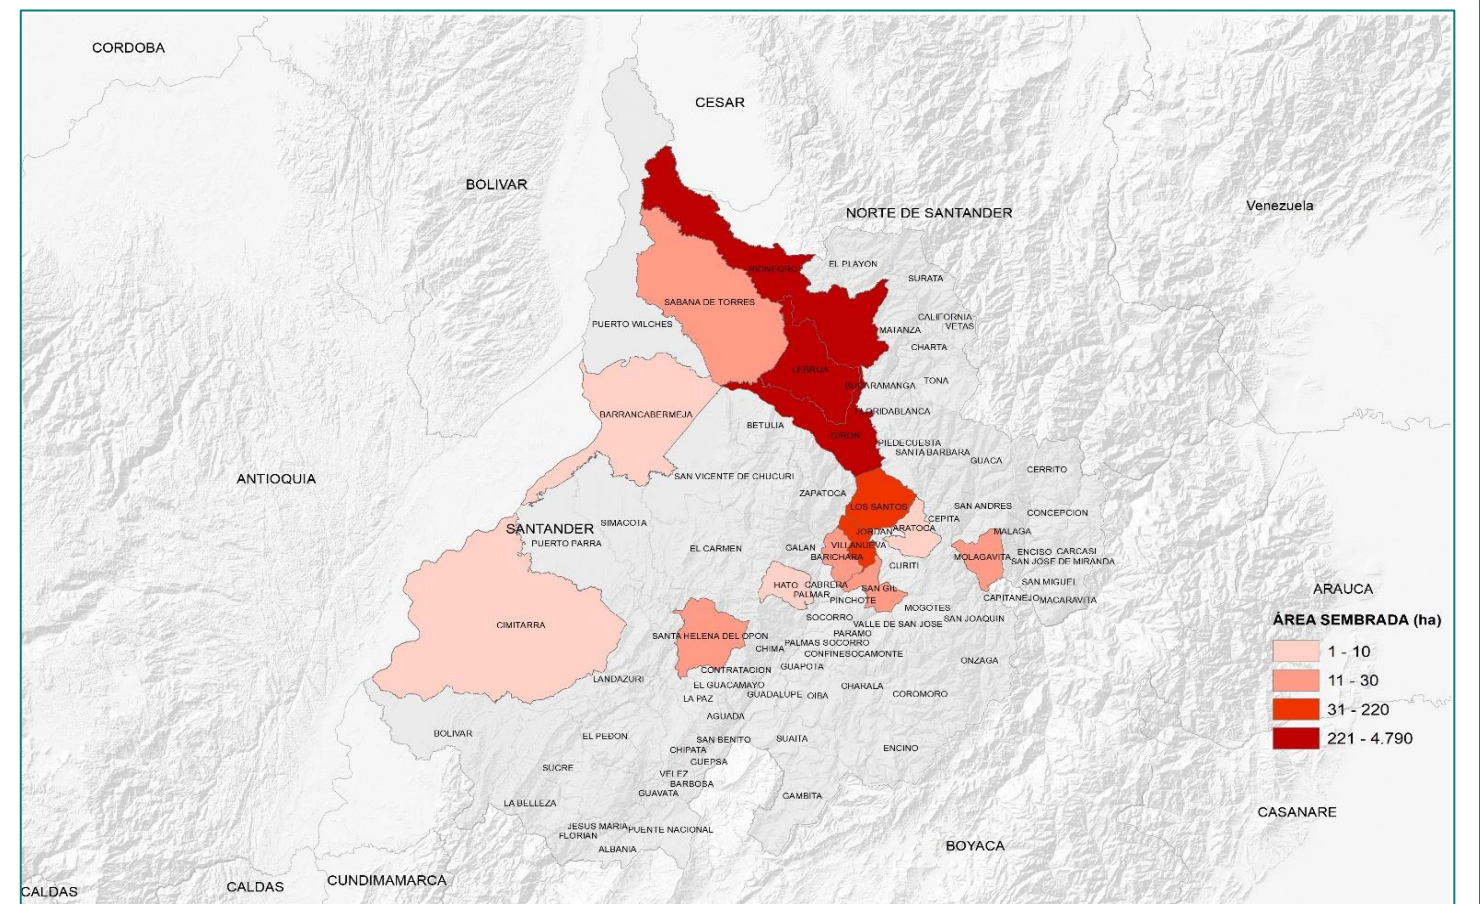 CORDOBA
CESAR
BOLIVAR
Venezuela
NORTE DE SANTANDER
EL PLAYON
RIONEGRO
SURATA
SABANA DE TORRES
CALIFORNIA
PUERTO WILCHES
VETAS
MATANZA
CHARTA
LEBRIJA
TONA
BUCARAMANGA
BARRANCABERMEJA
FLORIDABLANCA
BETULIA
GIRON
PIEDECUESTA
SANTA BARBARA
GUACA
CERRITO
SAN VICENTE DE CHUCURI
ANTIOQUIA
ZAPATOCA
LOS SANTOS
SAN ANDRES
CONCEPCION
CEPITA
SIMACOTA
SANTANDER
ARATOCA
JORDAN
MALAGA
PUERTO PARRA
VILLANUEVA
EL CARMEN
GALAN
BARICHARA
MOLAGAVITA
ENCISO
CARCASI
SAN JOSE DE MIRANDA
CURITI
SAN MIGUEL
HATO
CABRERA
SAN GIL
ARAUCA
PALMAR
PINCHOTE
CAPITANEJO
MACARAVITA
MOGOTES
SOCORRO
SAN JOAQUIN
VALLE DE SAN JOSE
CIMITARRA
PARAMO
SANTA HELENA DEL OPON
PALMAS SOCORRO
CHIMA
CONFINES
OCAMONTE
ONZAGA
GUAPOTA
CONTRATACION
LANDAZURI
EL GUACAMAYO
CHARALA
GUADALUPE
OIBA
COROMORO
LA PAZ
AGUADA
BOLIVAR
EL PEÐON
SAN BENITO
SUAITA
ENCINO
CHIPATA
GUEPSA
SUCRE
VELEZ
BARBOSA
GUAVATA
GAMBITA
LA BELLEZA
JESUS MARIA
PUENTE NACIONAL
FLORIAN
ALBANIA
CASANARE
BOYACA
CUNDIMAMARCA
CALDAS
CALDAS
ÁREA SEMBRADA (ha)
1 - 10
11 - 30
31 - 220
221 - 4.790